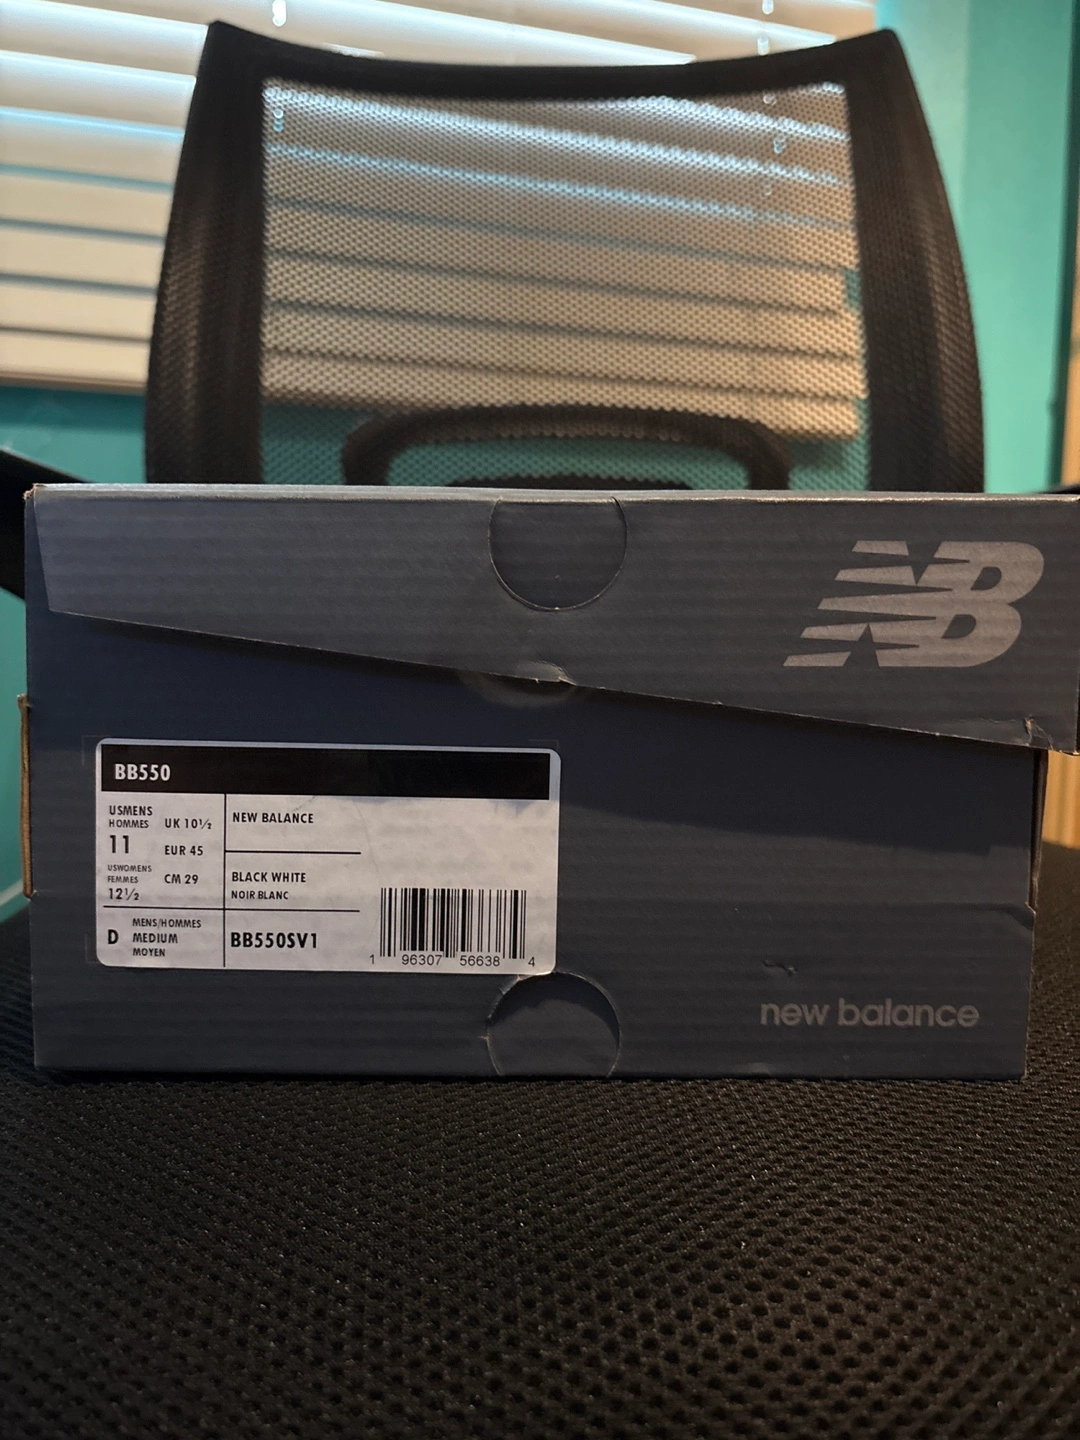 NB
BB550
USMENS
HOMMES
11
USWOMENS
FEMMES
12½
UK 10½
EUR 45
CM 29
NEW BALANCE
BLACK WHITE
NOIR BLANC
D
MENS/HOMMES
MEDIUM
MOYEN
BB550SV1
1 96307 56638 4
new balance